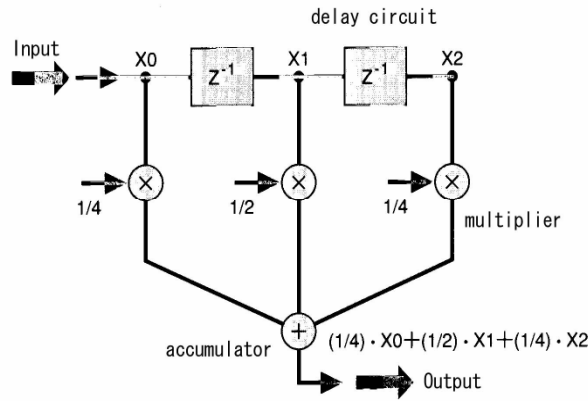 delay circuit
Input
X0
X1
X2
Z⁻¹
Z⁻¹
×
×
×
1/4
1/2
1/4
multiplier
+
accumulator
(1/4)・X0+(1/2)・X1+(1/4)・X2
Output